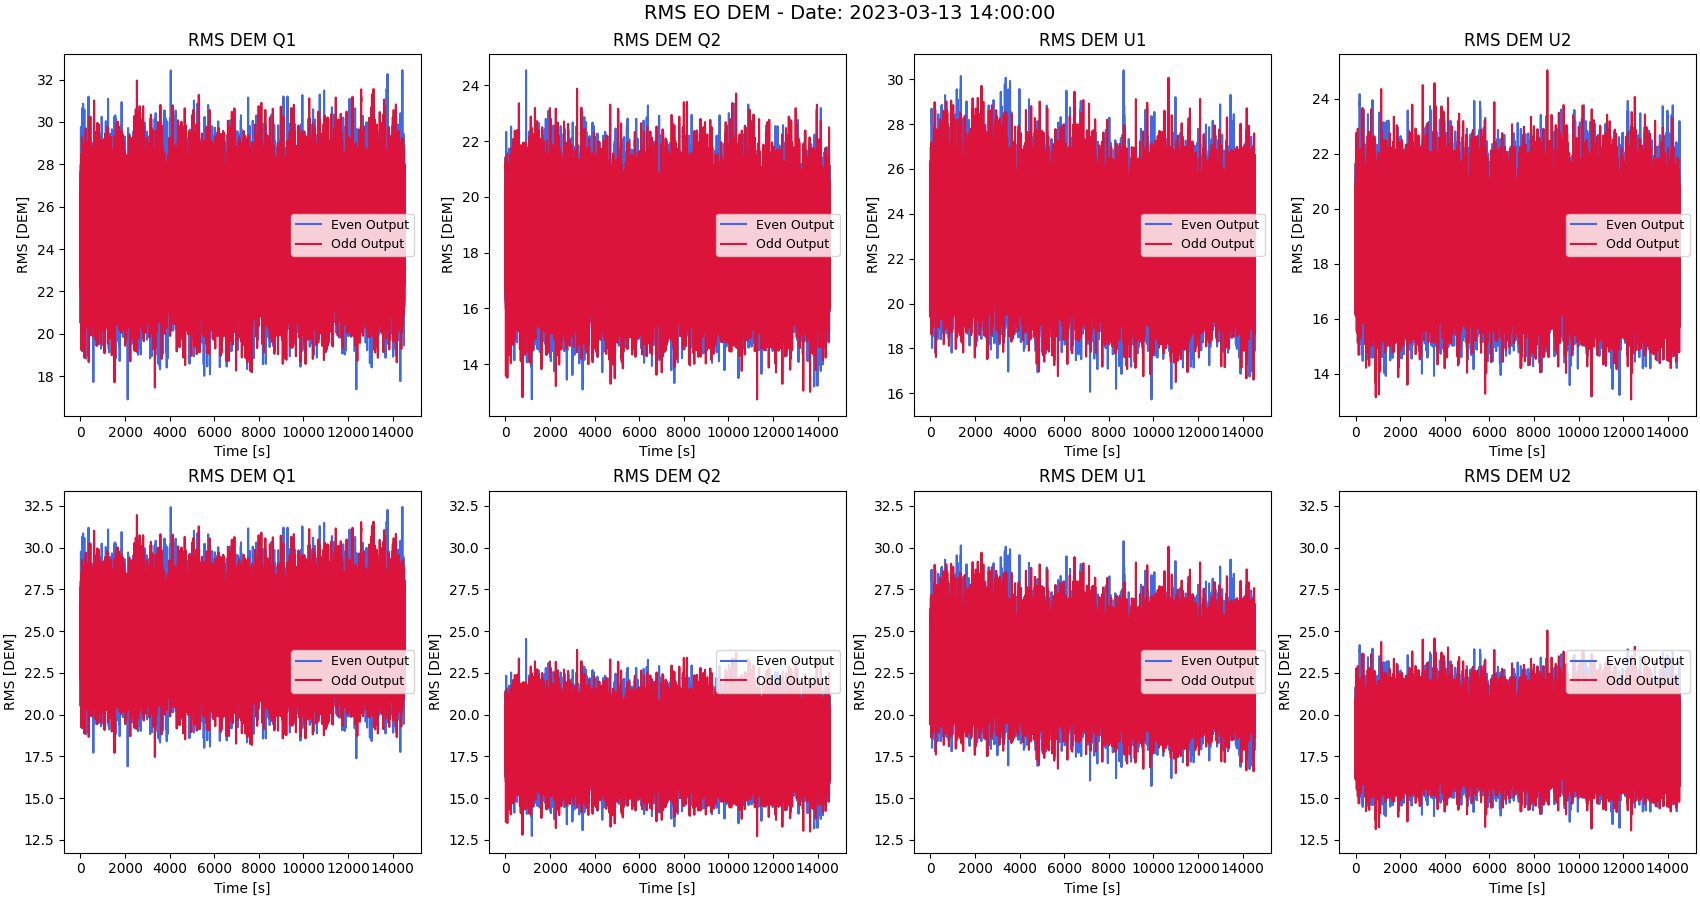 RMS EO DEM - Date: 2023-03-13 14:00:00
RMS DEM Q1
RMS [DEM]
32
30
28
26
24
22
20
18
Even Output
Odd Output
0 2000 4000 6000 8000 10000 12000 14000
Time [s]
RMS DEM Q2
RMS [DEM]
24
22
20
18
16
14
Even Output
Odd Output
0 2000 4000 6000 8000 10000 12000 14000
Time [s]
RMS DEM U1
RMS [DEM]
30
28
26
24
22
20
18
16
Even Output
Odd Output
0 2000 4000 6000 8000 10000 12000 14000
Time [s]
RMS DEM U2
RMS [DEM]
24
22
20
18
16
14
Even Output
Odd Output
0 2000 4000 6000 8000 10000 12000 14000
Time [s]
RMS DEM Q1
RMS [DEM]
32.5
30.0
27.5
25.0
22.5
20.0
17.5
15.0
12.5
Even Output
Odd Output
0 2000 4000 6000 8000 10000 12000 14000
Time [s]
RMS DEM Q2
RMS [DEM]
32.5
30.0
27.5
25.0
22.5
20.0
17.5
15.0
12.5
Even Output
Odd Output
0 2000 4000 6000 8000 10000 12000 14000
Time [s]
RMS DEM U1
RMS [DEM]
32.5
30.0
27.5
25.0
22.5
20.0
17.5
15.0
12.5
Even Output
Odd Output
0 2000 4000 6000 8000 10000 12000 14000
Time [s]
RMS DEM U2
RMS [DEM]
32.5
30.0
27.5
25.0
22.5
20.0
17.5
15.0
12.5
Even Output
Odd Output
0 2000 4000 6000 8000 10000 12000 14000
Time [s]